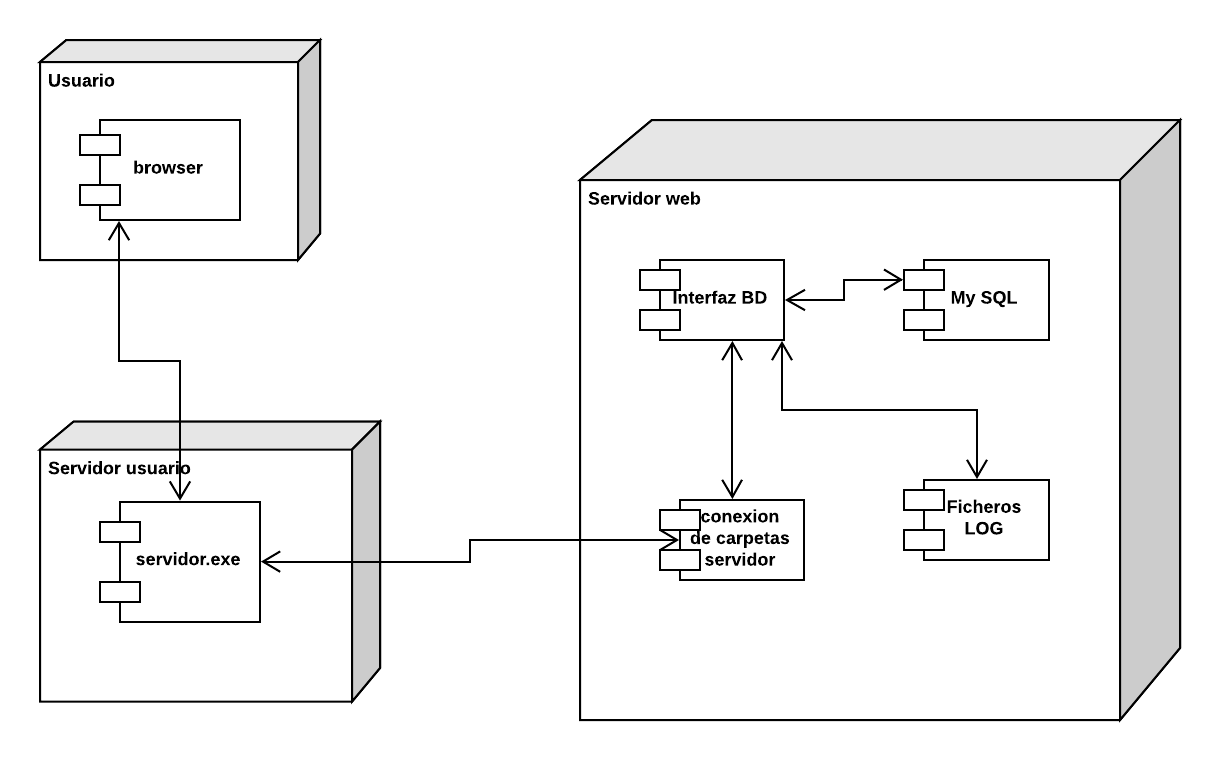 Usuario
browser
Servidor web
Interfaz BD
My SQL
Servidor usuario
servidor.exe
conexion
de carpetas
servidor
Ficheros
LOG